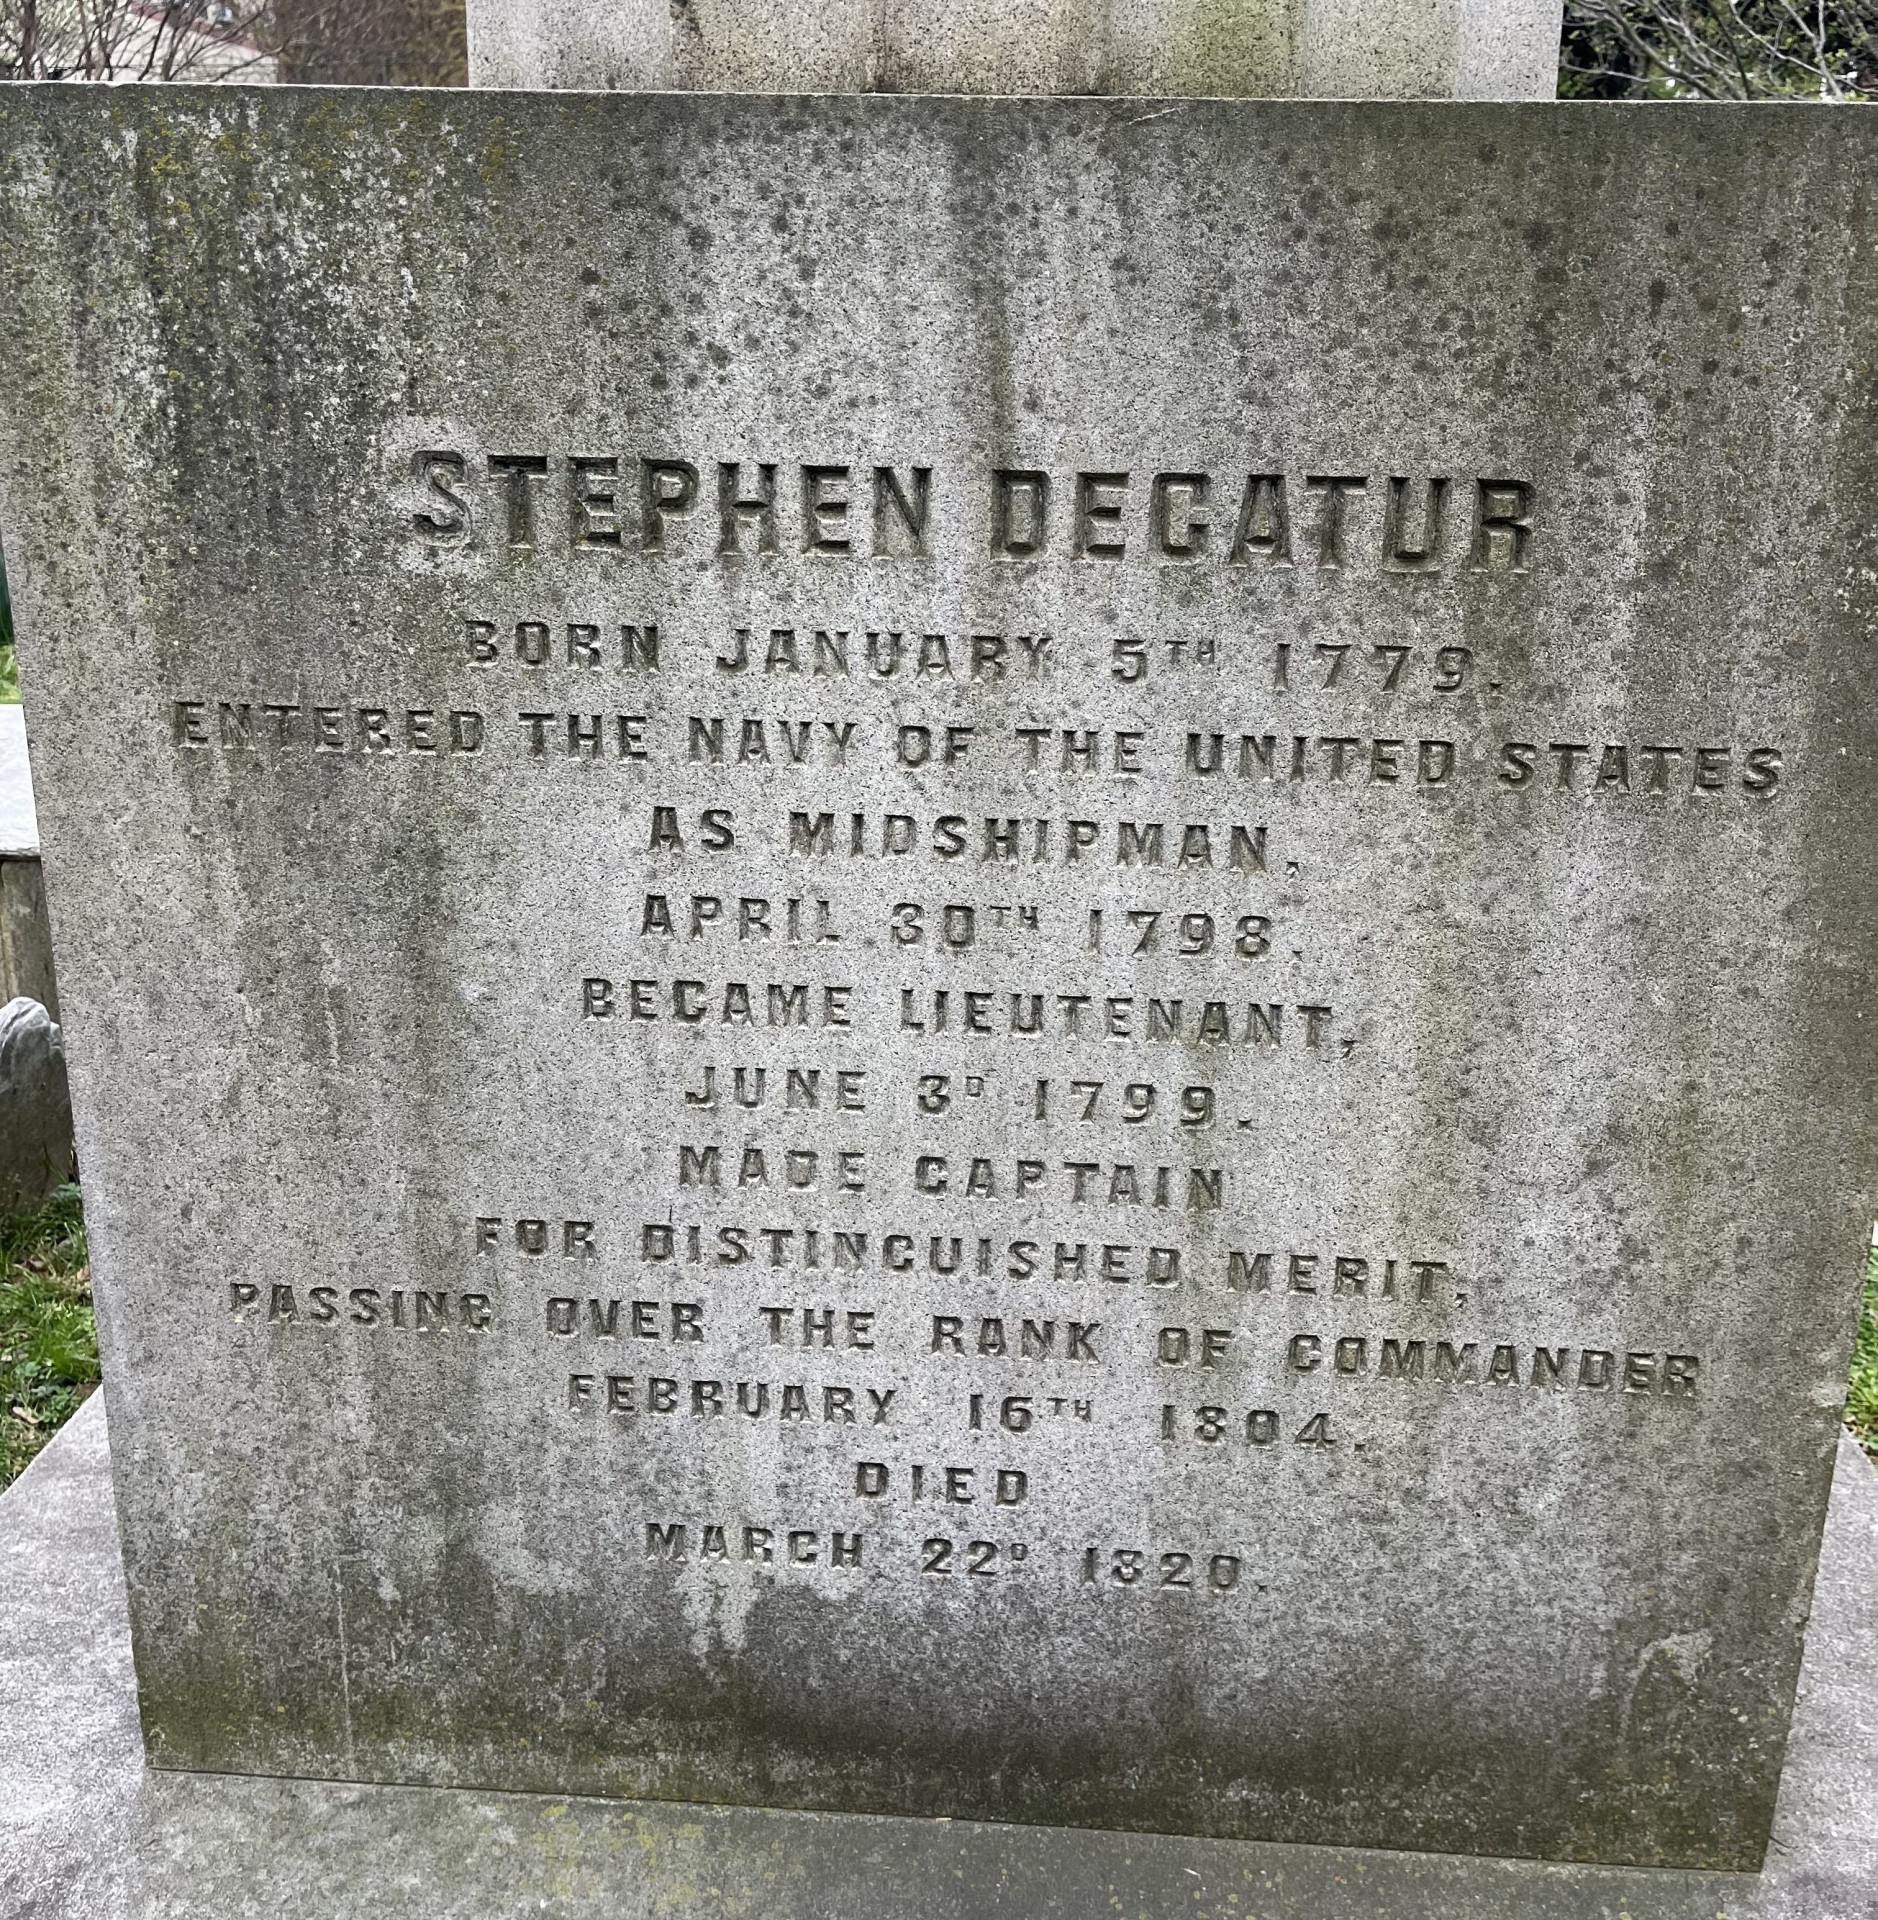 STEPHEN DECATUR
BORN JANUARY 5TH 1779.
ENTERED THE NAVY OF THE UNITED STATES
AS MIDSHIPMAN,
APRIL 30TH 1798.
BECAME LIEUTENANT,
JUNE 3D 1799.
MADE CAPTAIN
FOR DISTINGUISHED MERIT,
PASSING OVER THE RANK OF COMMANDER
FEBRUARY 16TH 1804.
DIED
MARCH 22D 1820.